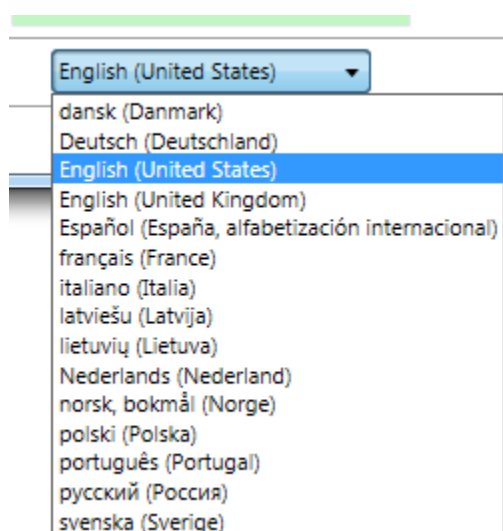 English (United States)
dansk (Danmark)
Deutsch (Deutschland)
English (United States)
English (United Kingdom)
Español (España, alfabetización internacional)
français (France)
italiano (Italia)
latviešu (Latvija)
lietuvių (Lietuva)
Nederlands (Nederland)
norsk, bokmål (Norge)
polski (Polska)
português (Portugal)
русский (Россия)
svenska (Sverige)